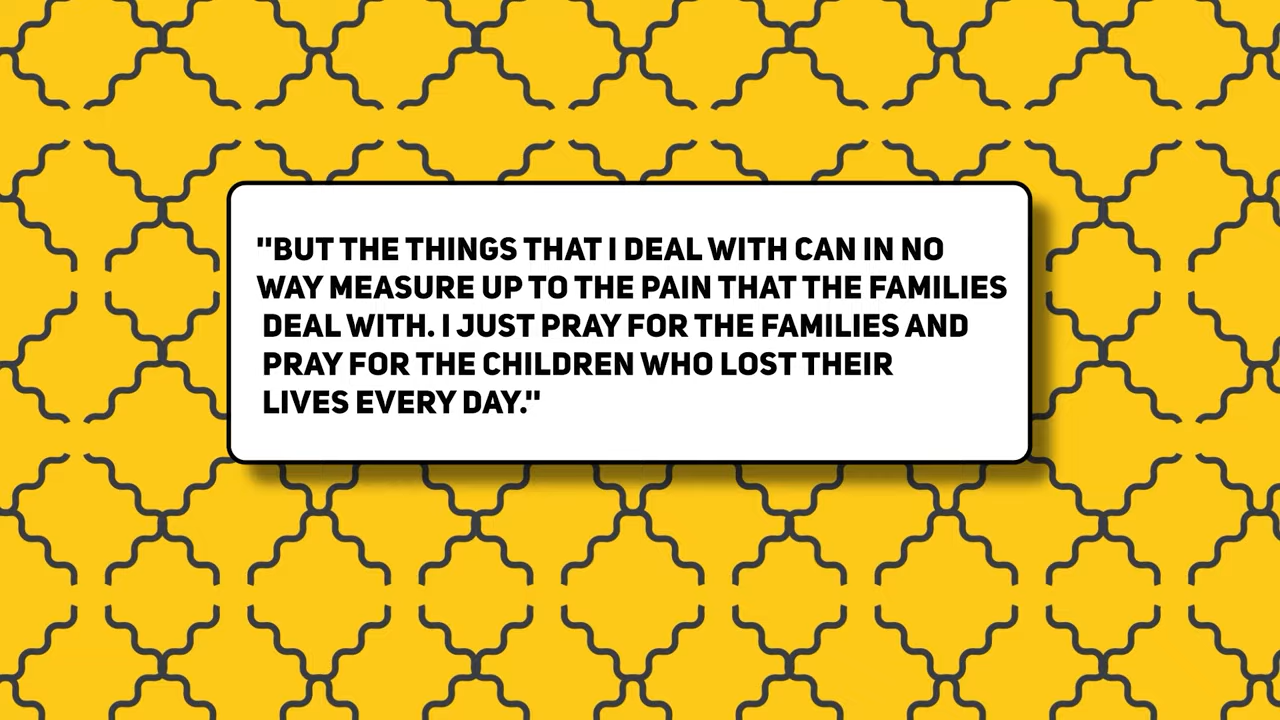 "BUT THE THINGS THAT I DEAL WITH CAN IN NO
WAY MEASURE UP TO THE PAIN THAT THE FAMILIES
DEAL WITH. I JUST PRAY FOR THE FAMILIES AND
PRAY FOR THE CHILDREN WHO LOST THEIR
LIVES EVERY DAY."